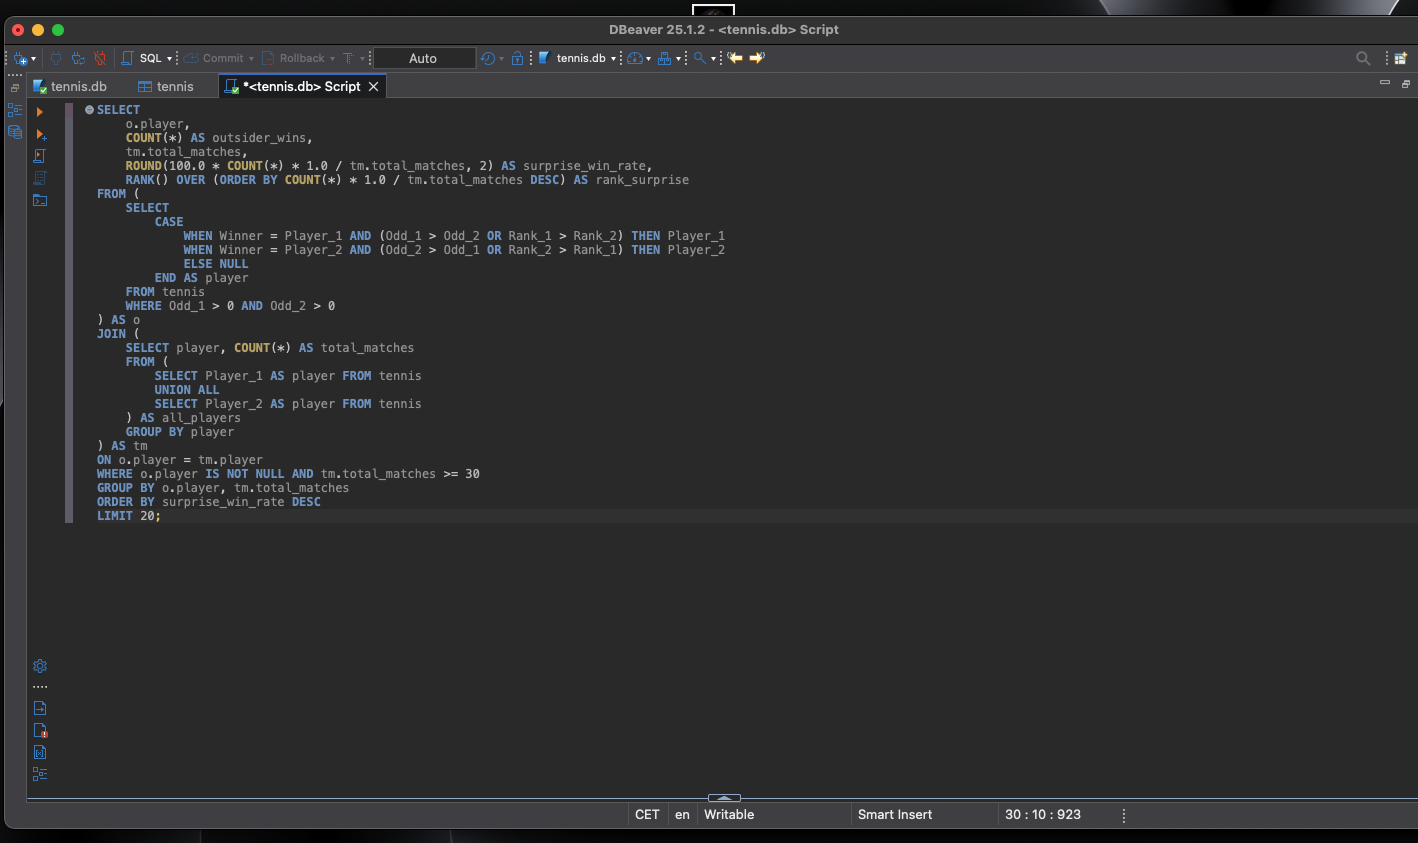 DBeaver 25.1.2 - <tennis.db> Script
SQL Commit Rollback T Auto tennis.db
tennis.db tennis *<tennis.db> Script
SELECT
o.player,
COUNT(*) AS outsider_wins,
tm.total_matches,
ROUND(100.0 * COUNT(*) * 1.0 / tm.total_matches, 2) AS surprise_win_rate,
RANK() OVER (ORDER BY COUNT(*) * 1.0 / tm.total_matches DESC) AS rank_surprise
FROM (
SELECT
CASE
WHEN Winner = Player_1 AND (Odd_1 > Odd_2 OR Rank_1 > Rank_2) THEN Player_1
WHEN Winner = Player_2 AND (Odd_2 > Odd_1 OR Rank_2 > Rank_1) THEN Player_2
ELSE NULL
END AS player
FROM tennis
WHERE Odd_1 > 0 AND Odd_2 > 0
) AS o
JOIN (
SELECT player, COUNT(*) AS total_matches
FROM (
SELECT Player_1 AS player FROM tennis
UNION ALL
SELECT Player_2 AS player FROM tennis
) AS all_players
GROUP BY player
) AS tm
ON o.player = tm.player
WHERE o.player IS NOT NULL AND tm.total_matches >= 30
GROUP BY o.player, tm.total_matches
ORDER BY surprise_win_rate DESC
LIMIT 20;
CET en Writable Smart Insert 30 : 10 : 923